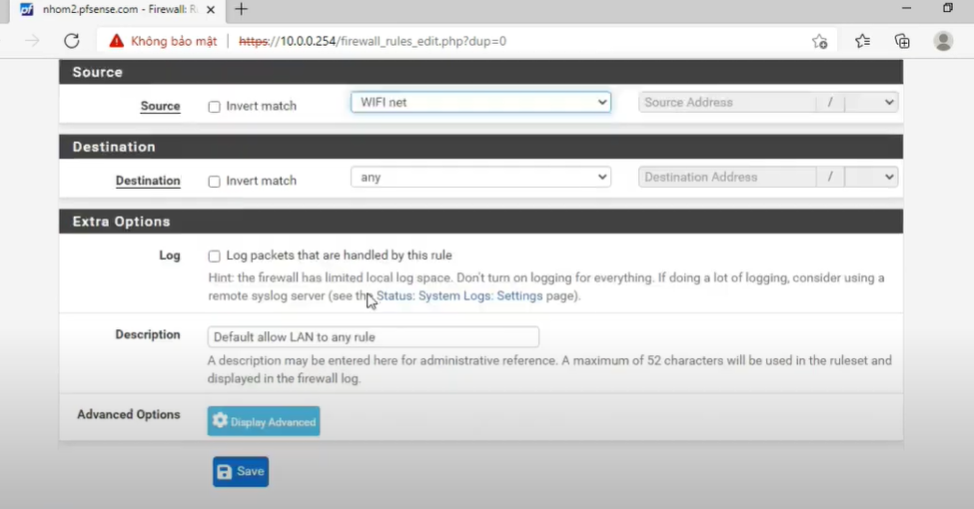 nhom2.pfsense.com - Firewall: R
Không bảo mật | https://10.0.0.254/firewall_rules_edit.php?dup=0
Source
Source Invert match WIFI net Source Address /
Destination
Destination Invert match any Destination Address /
Extra Options
Log Log packets that are handled by this rule
Hint: the firewall has limited local log space. Don't turn on logging for everything. If doing a lot of logging, consider using a
remote syslog server (see the Status: System Logs: Settings page).
Description Default allow LAN to any rule
A description may be entered here for administrative reference. A maximum of 52 characters will be used in the ruleset and
displayed in the firewall log.
Advanced Options Display Advanced
Save